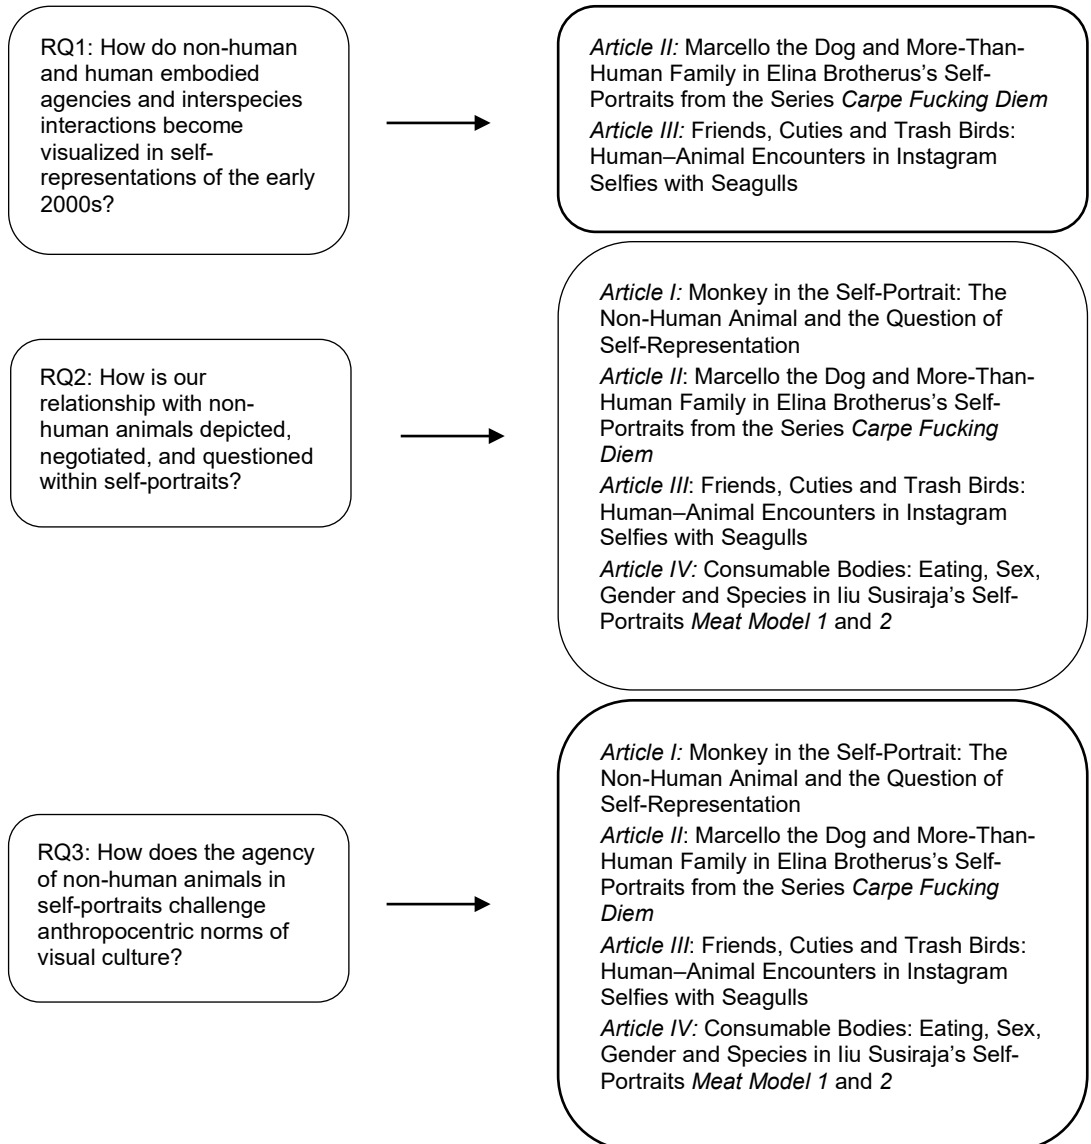 RQ1: How do non-human
and human embodied
agencies and interspecies
interactions become
visualized in self-
representations of the early
2000s?
Article II: Marcello the Dog and More-Than-
Human Family in Elina Brotherus’s Self-
Portraits from the Series Carpe Fucking Diem
Article III: Friends, Cuties and Trash Birds:
Human–Animal Encounters in Instagram
Selfies with Seagulls
RQ2: How is our
relationship with non-
human animals depicted,
negotiated, and questioned
within self-portraits?
Article I: Monkey in the Self-Portrait: The
Non-Human Animal and the Question of
Self-Representation
Article II: Marcello the Dog and More-Than-
Human Family in Elina Brotherus’s Self-
Portraits from the Series Carpe Fucking
Diem
Article III: Friends, Cuties and Trash Birds:
Human–Animal Encounters in Instagram
Selfies with Seagulls
Article IV: Consumable Bodies: Eating, Sex,
Gender and Species in Iiu Susiraja’s Self-
Portraits Meat Model 1 and 2
RQ3: How does the agency
of non-human animals in
self-portraits challenge
anthropocentric norms of
visual culture?
Article I: Monkey in the Self-Portrait: The
Non-Human Animal and the Question of
Self-Representation
Article II: Marcello the Dog and More-Than-
Human Family in Elina Brotherus’s Self-
Portraits from the Series Carpe Fucking
Diem
Article III: Friends, Cuties and Trash Birds:
Human–Animal Encounters in Instagram
Selfies with Seagulls
Article IV: Consumable Bodies: Eating, Sex,
Gender and Species in Iiu Susiraja’s Self-
Portraits Meat Model 1 and 2